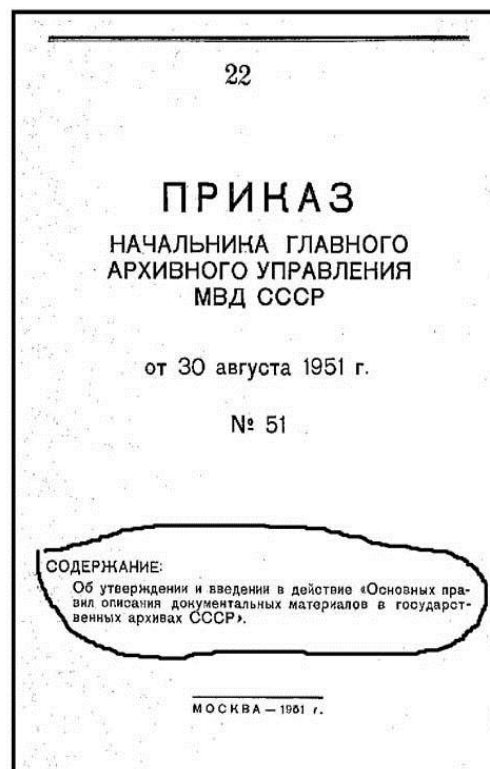 22
ПРИКАЗ
НАЧАЛЬНИКА ГЛАВНОГО
АРХИВНОГО УПРАВЛЕНИЯ
МВД СССР
от 30 августа 1951 г.
№ 51
СОДЕРЖАНИЕ:
Об утверждении и введении в действие «Основных пра-
вил описания документальных материалов в государст-
венных архивах СССР».
МОСКВА — 1951 г.